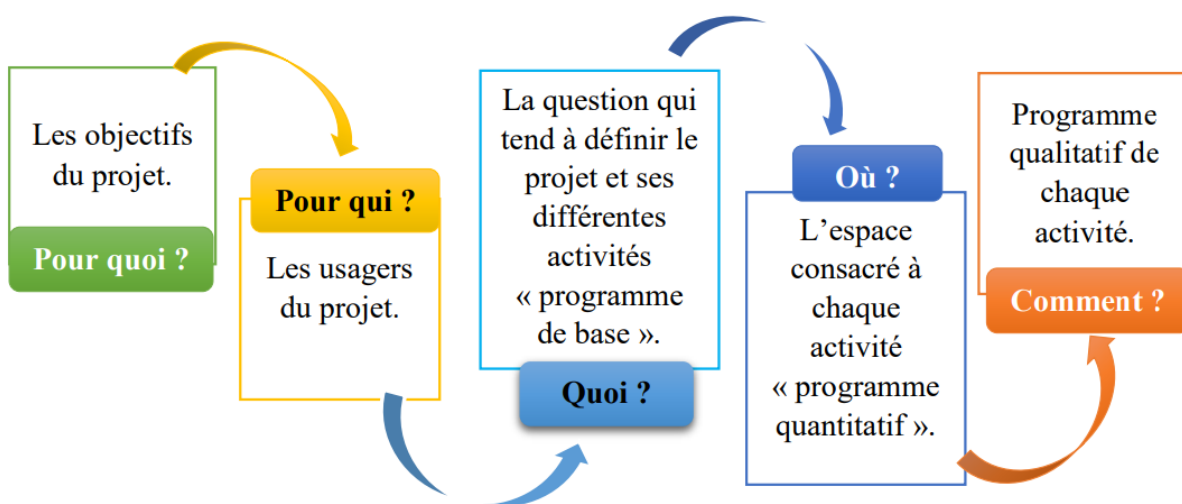 Les objectifs
du projet.
Pour quoi ?
Pour qui ?
Les usagers
du projet.
La question qui
tend à définir le
projet et ses
différentes
activités
« programme
de base ».
Quoi ?
Où ?
L’espace
consacré à
chaque
activité
« programme
quantitatif ».
Programme
qualitatif de
chaque
activité.
Comment ?